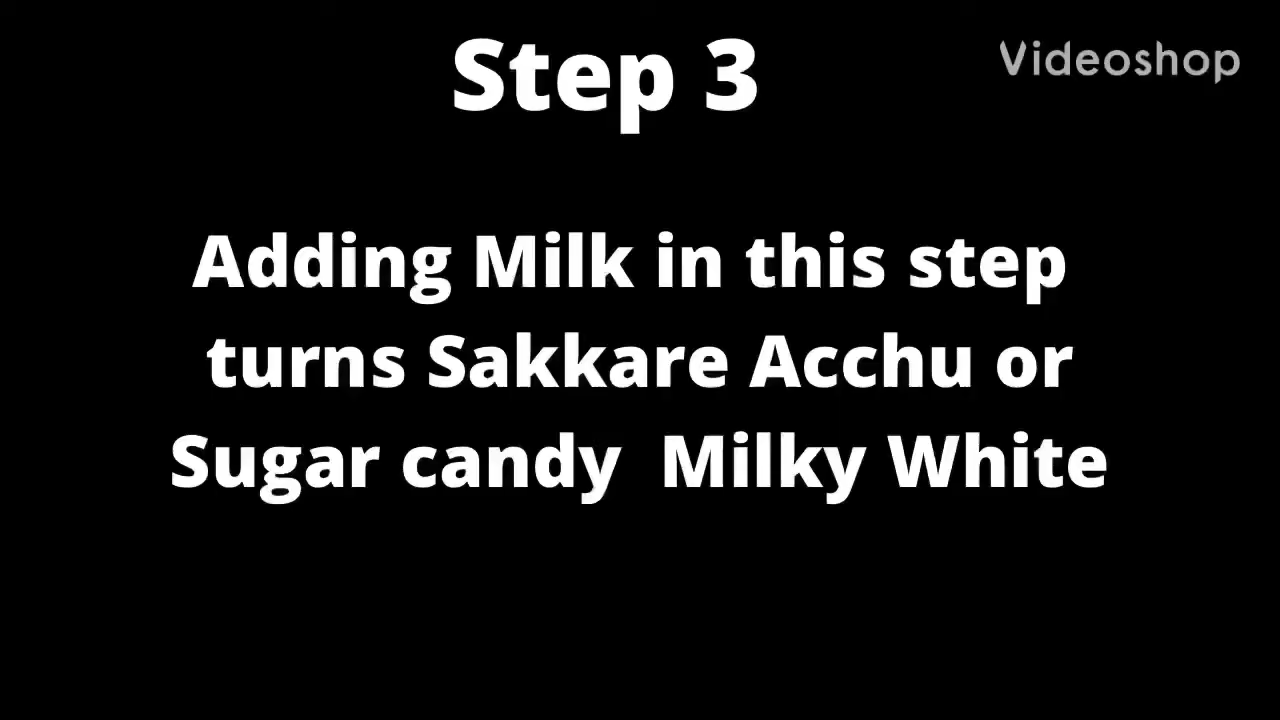 Step 3
Videoshop
Adding Milk in this step
turns Sakkare Acchu or
Sugar candy  Milky White